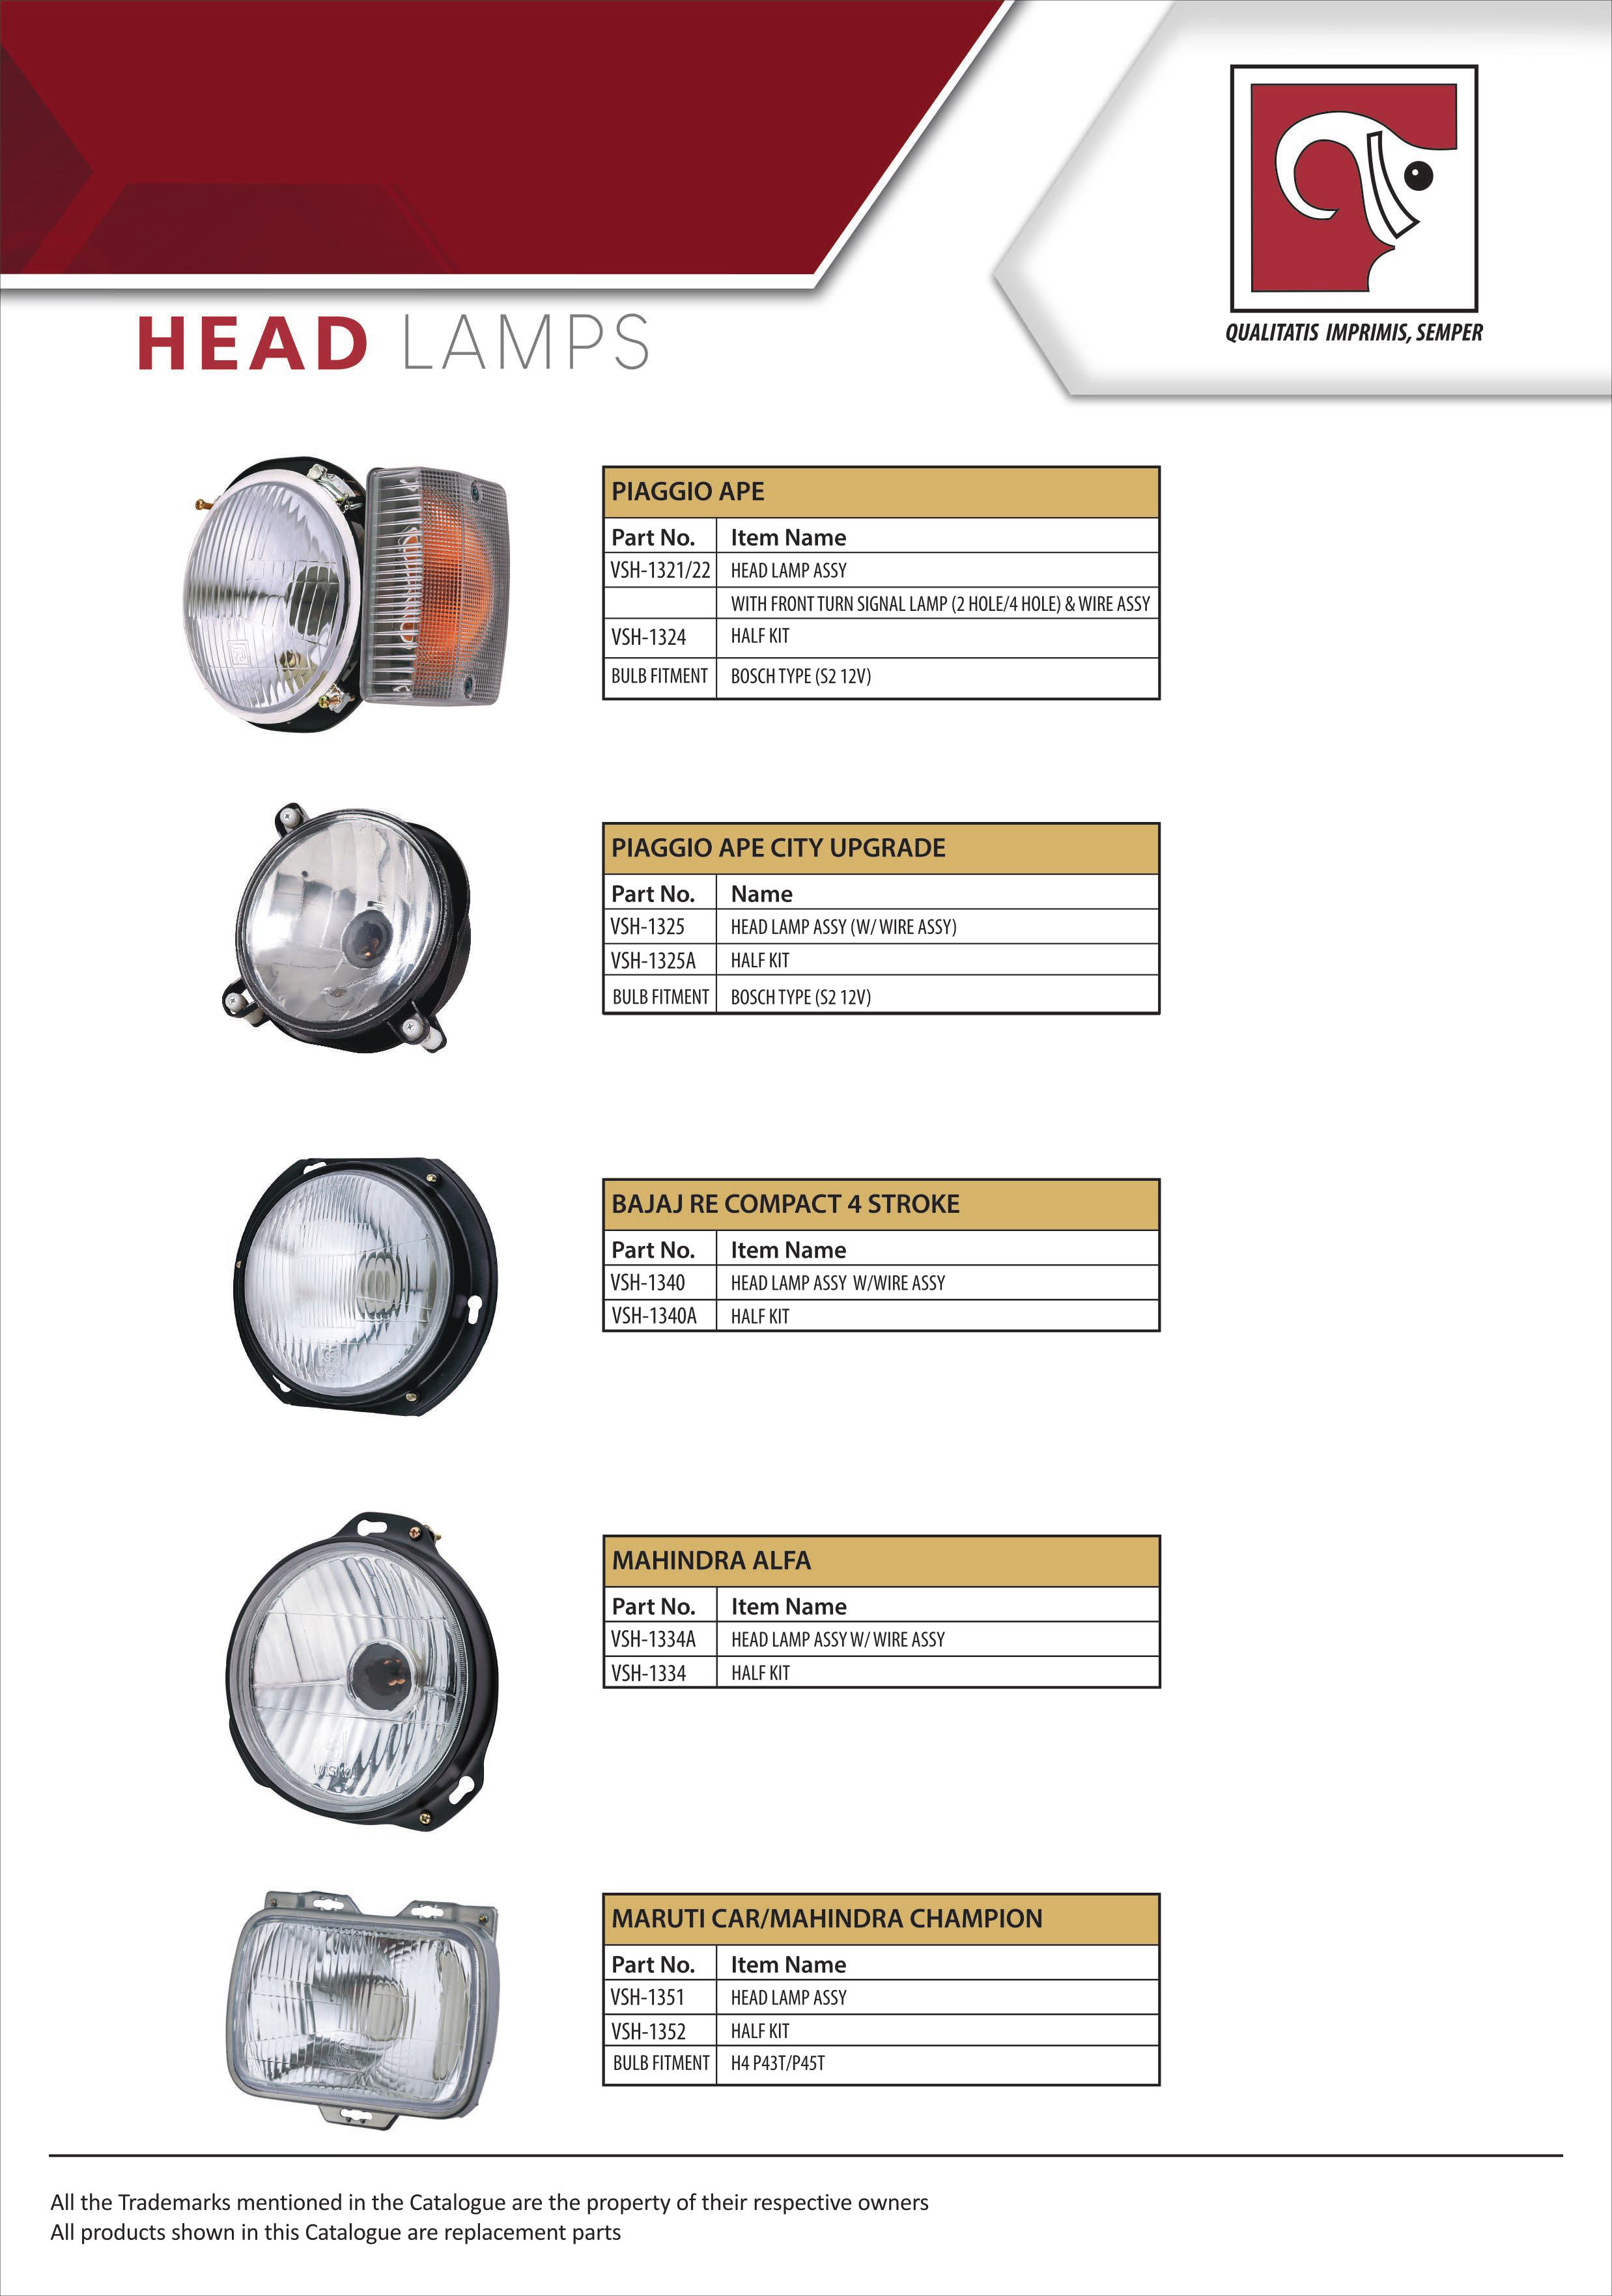 QUALITATIS IMPRIMIS, SEMPER
HEAD LAMPS
PIAGGIO APE
Part No. Item Name
VSH-1321/22 HEAD LAMP ASSY
WITH FRONT TURN SIGNAL LAMP (2 HOLE/4 HOLE) & WIRE ASSY
VSH-1324 HALF KIT
BULB FITMENT BOSCH TYPE (S2 12V)
PIAGGIO APE CITY UPGRADE
Part No. Name
VSH-1325 HEAD LAMP ASSY (W/ WIRE ASSY)
VSH-1325A HALF KIT
BULB FITMENT BOSCH TYPE (S2 12V)
BAJAJ RE COMPACT 4 STROKE
Part No. Item Name
VSH-1340 HEAD LAMP ASSY W/WIRE ASSY
VSH-1340A HALF KIT
MAHINDRA ALFA
Part No. Item Name
VSH-1334A HEAD LAMP ASSY W/ WIRE ASSY
VSH-1334 HALF KIT
MARUTI CAR/MAHINDRA CHAMPION
Part No. Item Name
VSH-1351 HEAD LAMP ASSY
VSH-1352 HALF KIT
BULB FITMENT H4 P43T/P45T
All the Trademarks mentioned in the Catalogue are the property of their respective owners
All products shown in this Catalogue are replacement parts